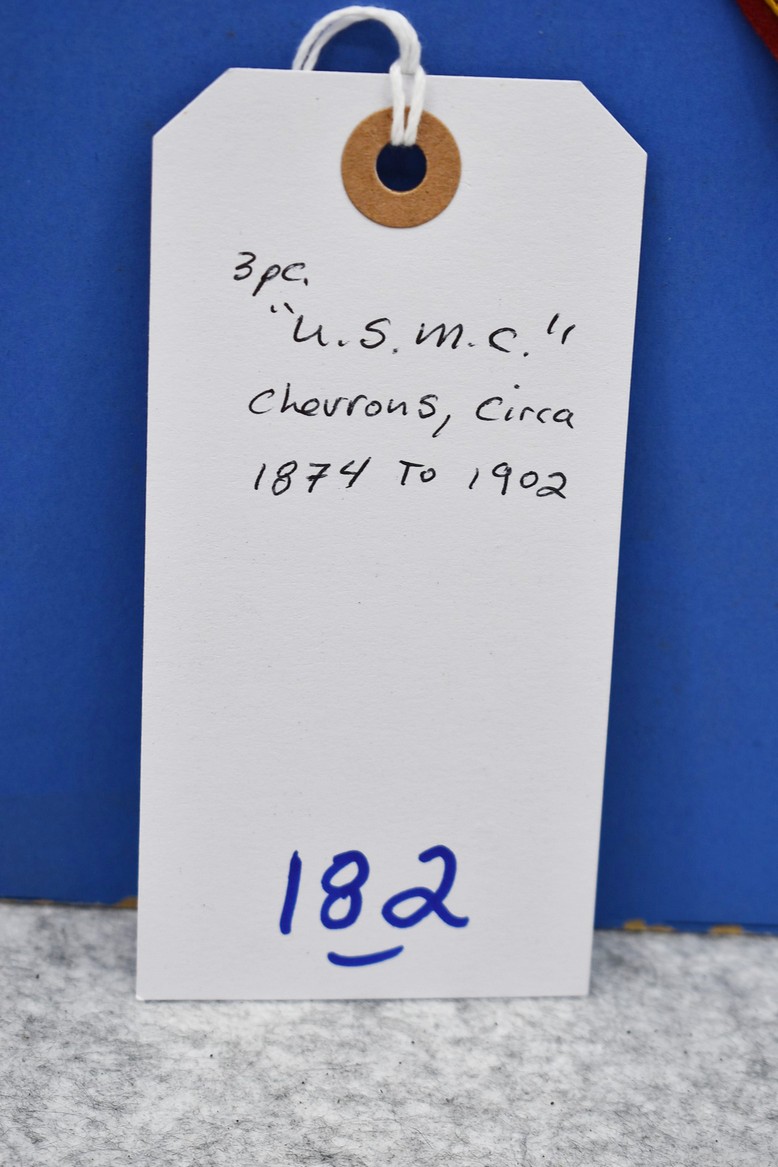 3pc.
"U.S.M.C."
Chevrons, Circa
1874 To 1902
182